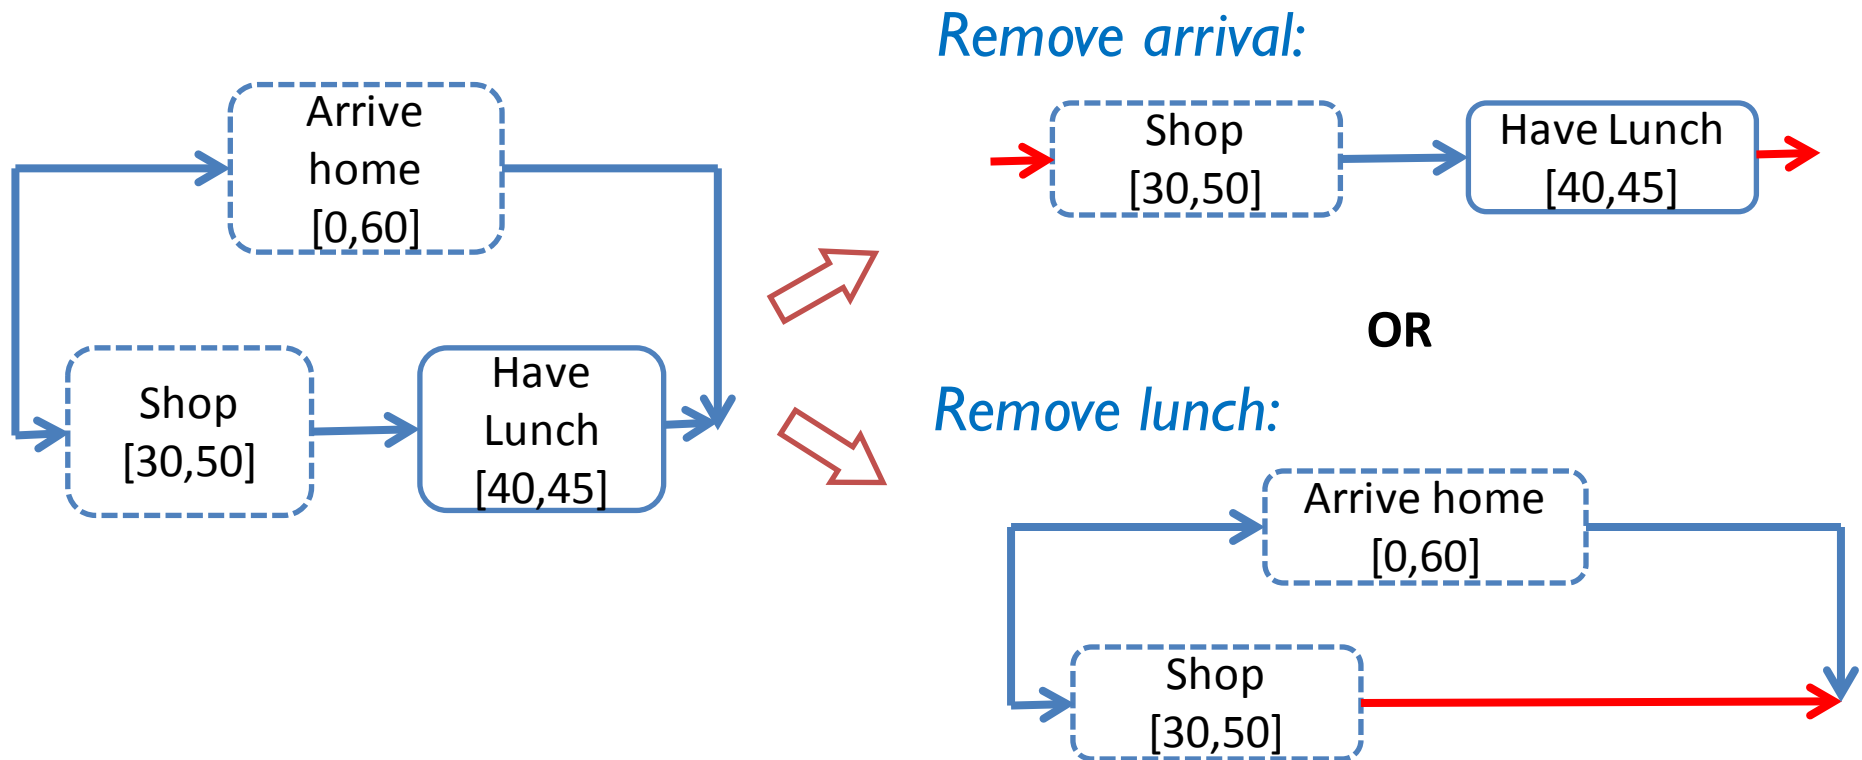 Arrive
home
[0,60]
Shop
[30,50]
Have
Lunch
[40,45]
Remove arrival:
Shop
[30,50]
Have Lunch
[40,45]
OR
Remove lunch:
Arrive home
[0,60]
Shop
[30,50]